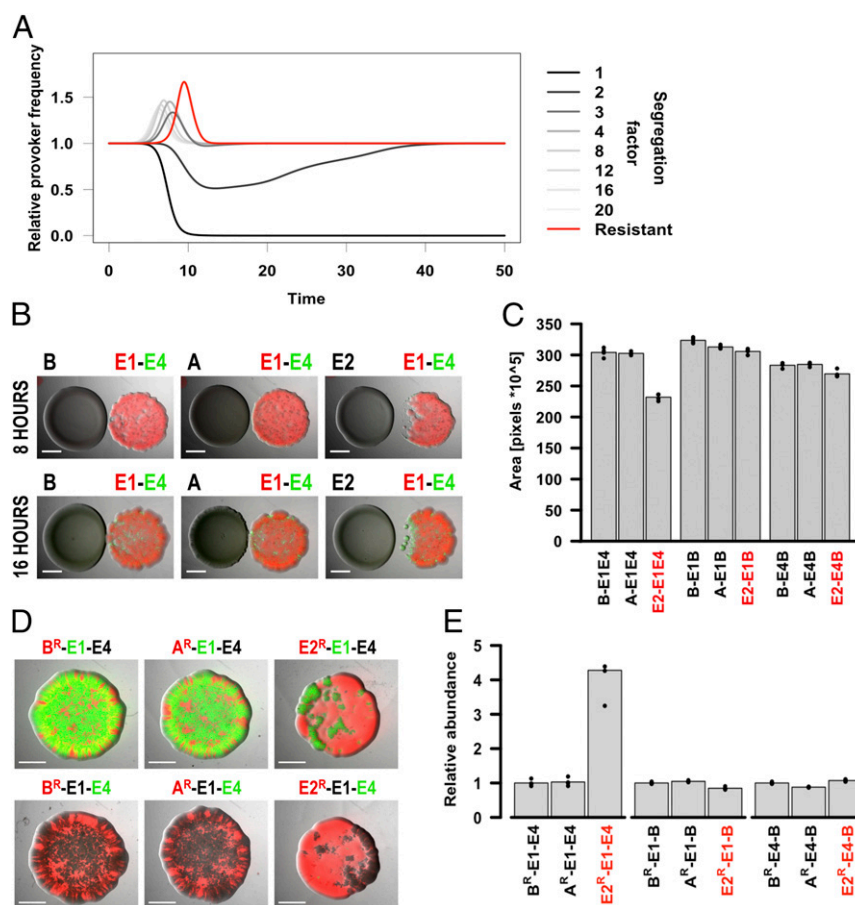 A
Relative provoker frequency
1.5
1.0
0.5
0.0
0
10
20
30
40
50
Time
1
2
3
4
8
12
16
20
Resistant
Segregation
factor
B
8 HOURS
16 HOURS
B E1-E4 A E1-E4 E2 E1-E4
B E1-E4 A E1-E4 E2 E1-E4
C
Area [pixels *10^5]
350
300
250
200
150
100
50
0
B-E1E4
A-E1E4
E2-E1E4
B-E1B
A-E1B
E2-E1B
B-E4B
A-E4B
E2-E4B
D
Bᴿ-E1-E4 Aᴿ-E1-E4 E2ᴿ-E1-E4
Bᴿ-E1-E4 Aᴿ-E1-E4 E2ᴿ-E1-E4
E
Relative abundance
5
4
3
2
1
0
Bᴿ-E1-E4
Aᴿ-E1-E4
E2ᴿ-E1-E4
Bᴿ-E1-B
Aᴿ-E1-B
E2ᴿ-E1-B
Bᴿ-E4-B
Aᴿ-E4-B
E2ᴿ-E4-B